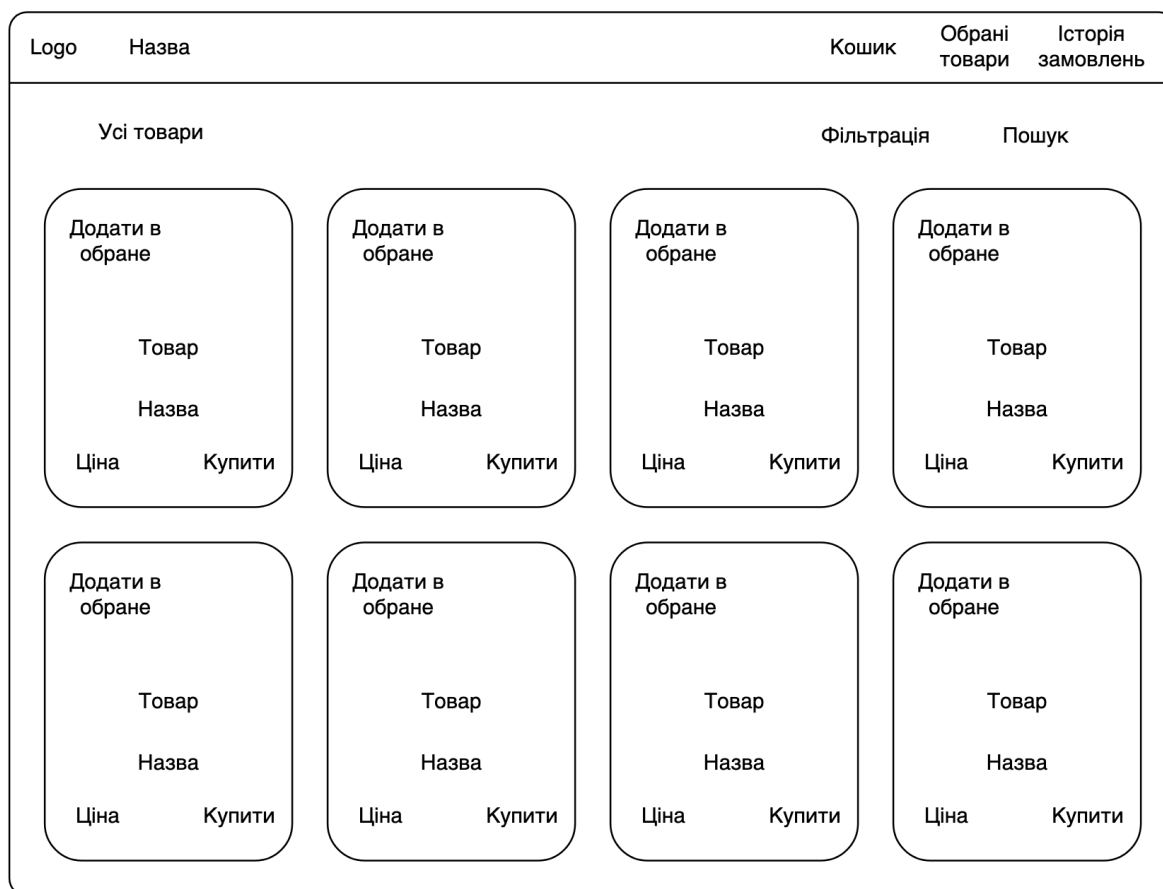 Logo Назва Кошик Обрані товари Історія замовлень
Усі товари Фільтрація Пошук
Додати в обране Додати в обране Додати в обране Додати в обране
Товар Товар Товар Товар
Назва Назва Назва Назва
Ціна Купити Ціна Купити Ціна Купити Ціна Купити
Додати в обране Додати в обране Додати в обране Додати в обране
Товар Товар Товар Товар
Назва Назва Назва Назва
Ціна Купити Ціна Купити Ціна Купити Ціна Купити